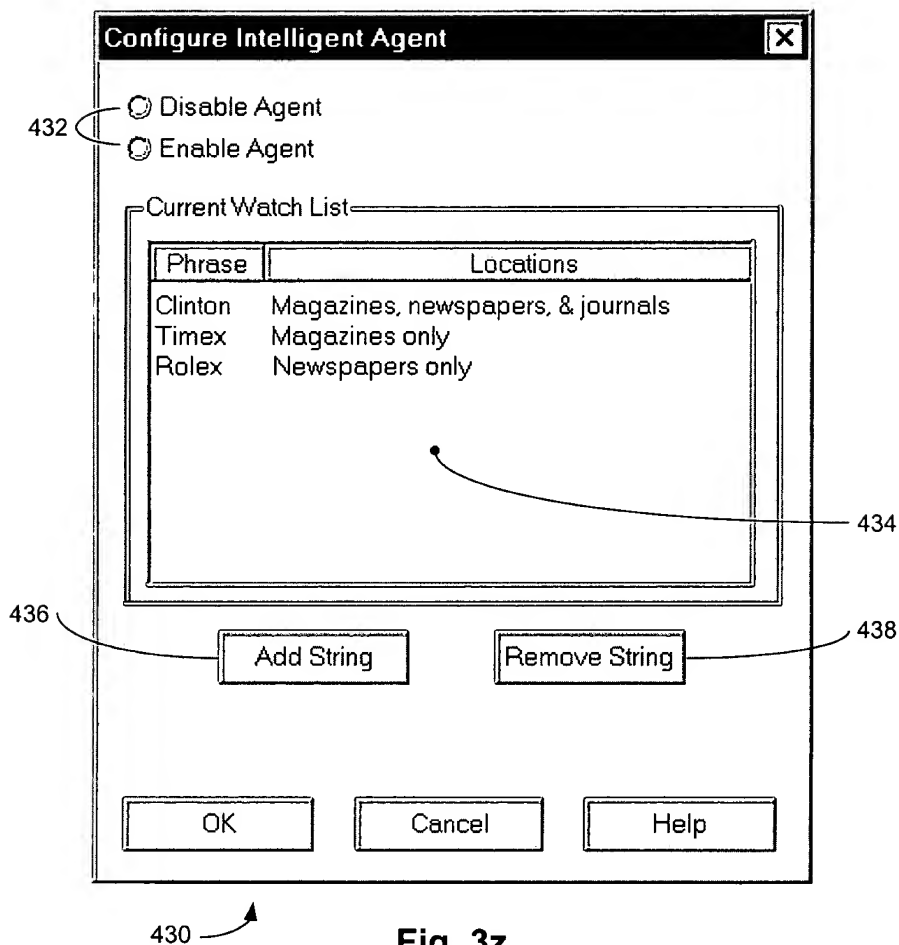 Configure Intelligent Agent
Disable Agent
432
Enable Agent
Current Watch List
Phrase Locations
Clinton Magazines, newspapers, & journals
Timex Magazines only
Rolex Newspapers only
434
436
438
Add String Remove String
OK Cancel Help
430
Fig. 3z